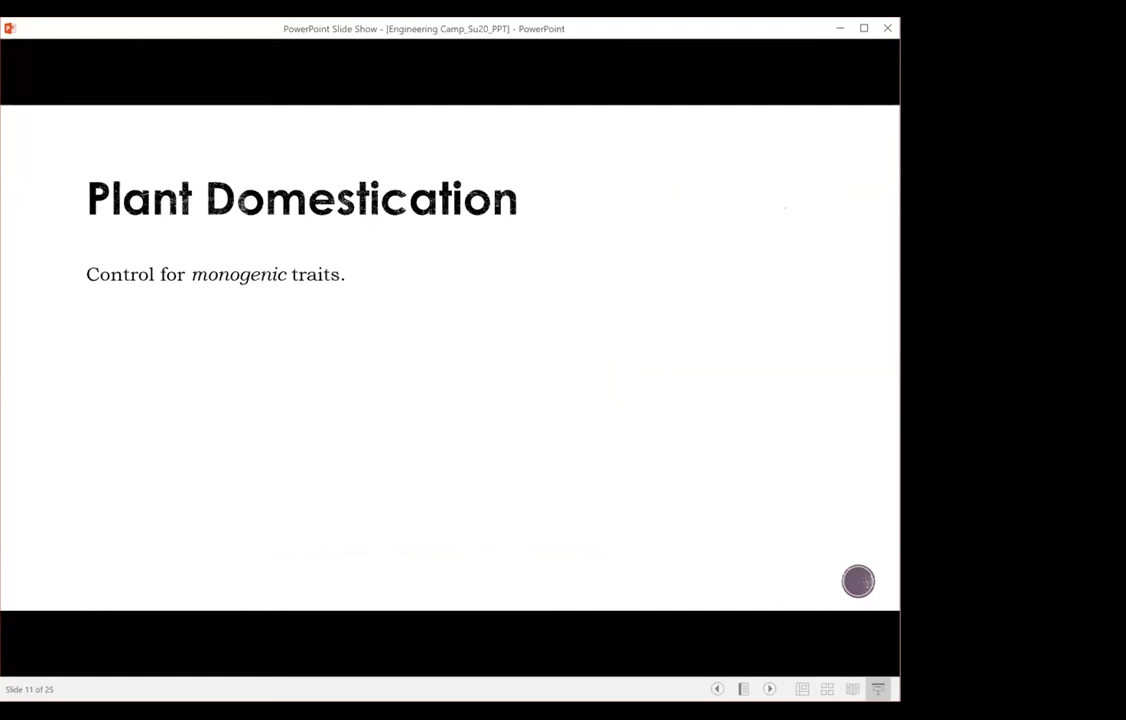 PowerPoint Slide Show - [Engineering Camp_Su20_PPT] - PowerPoint
Plant Domestication
Control for monogenic traits.
Slide 11 of 25